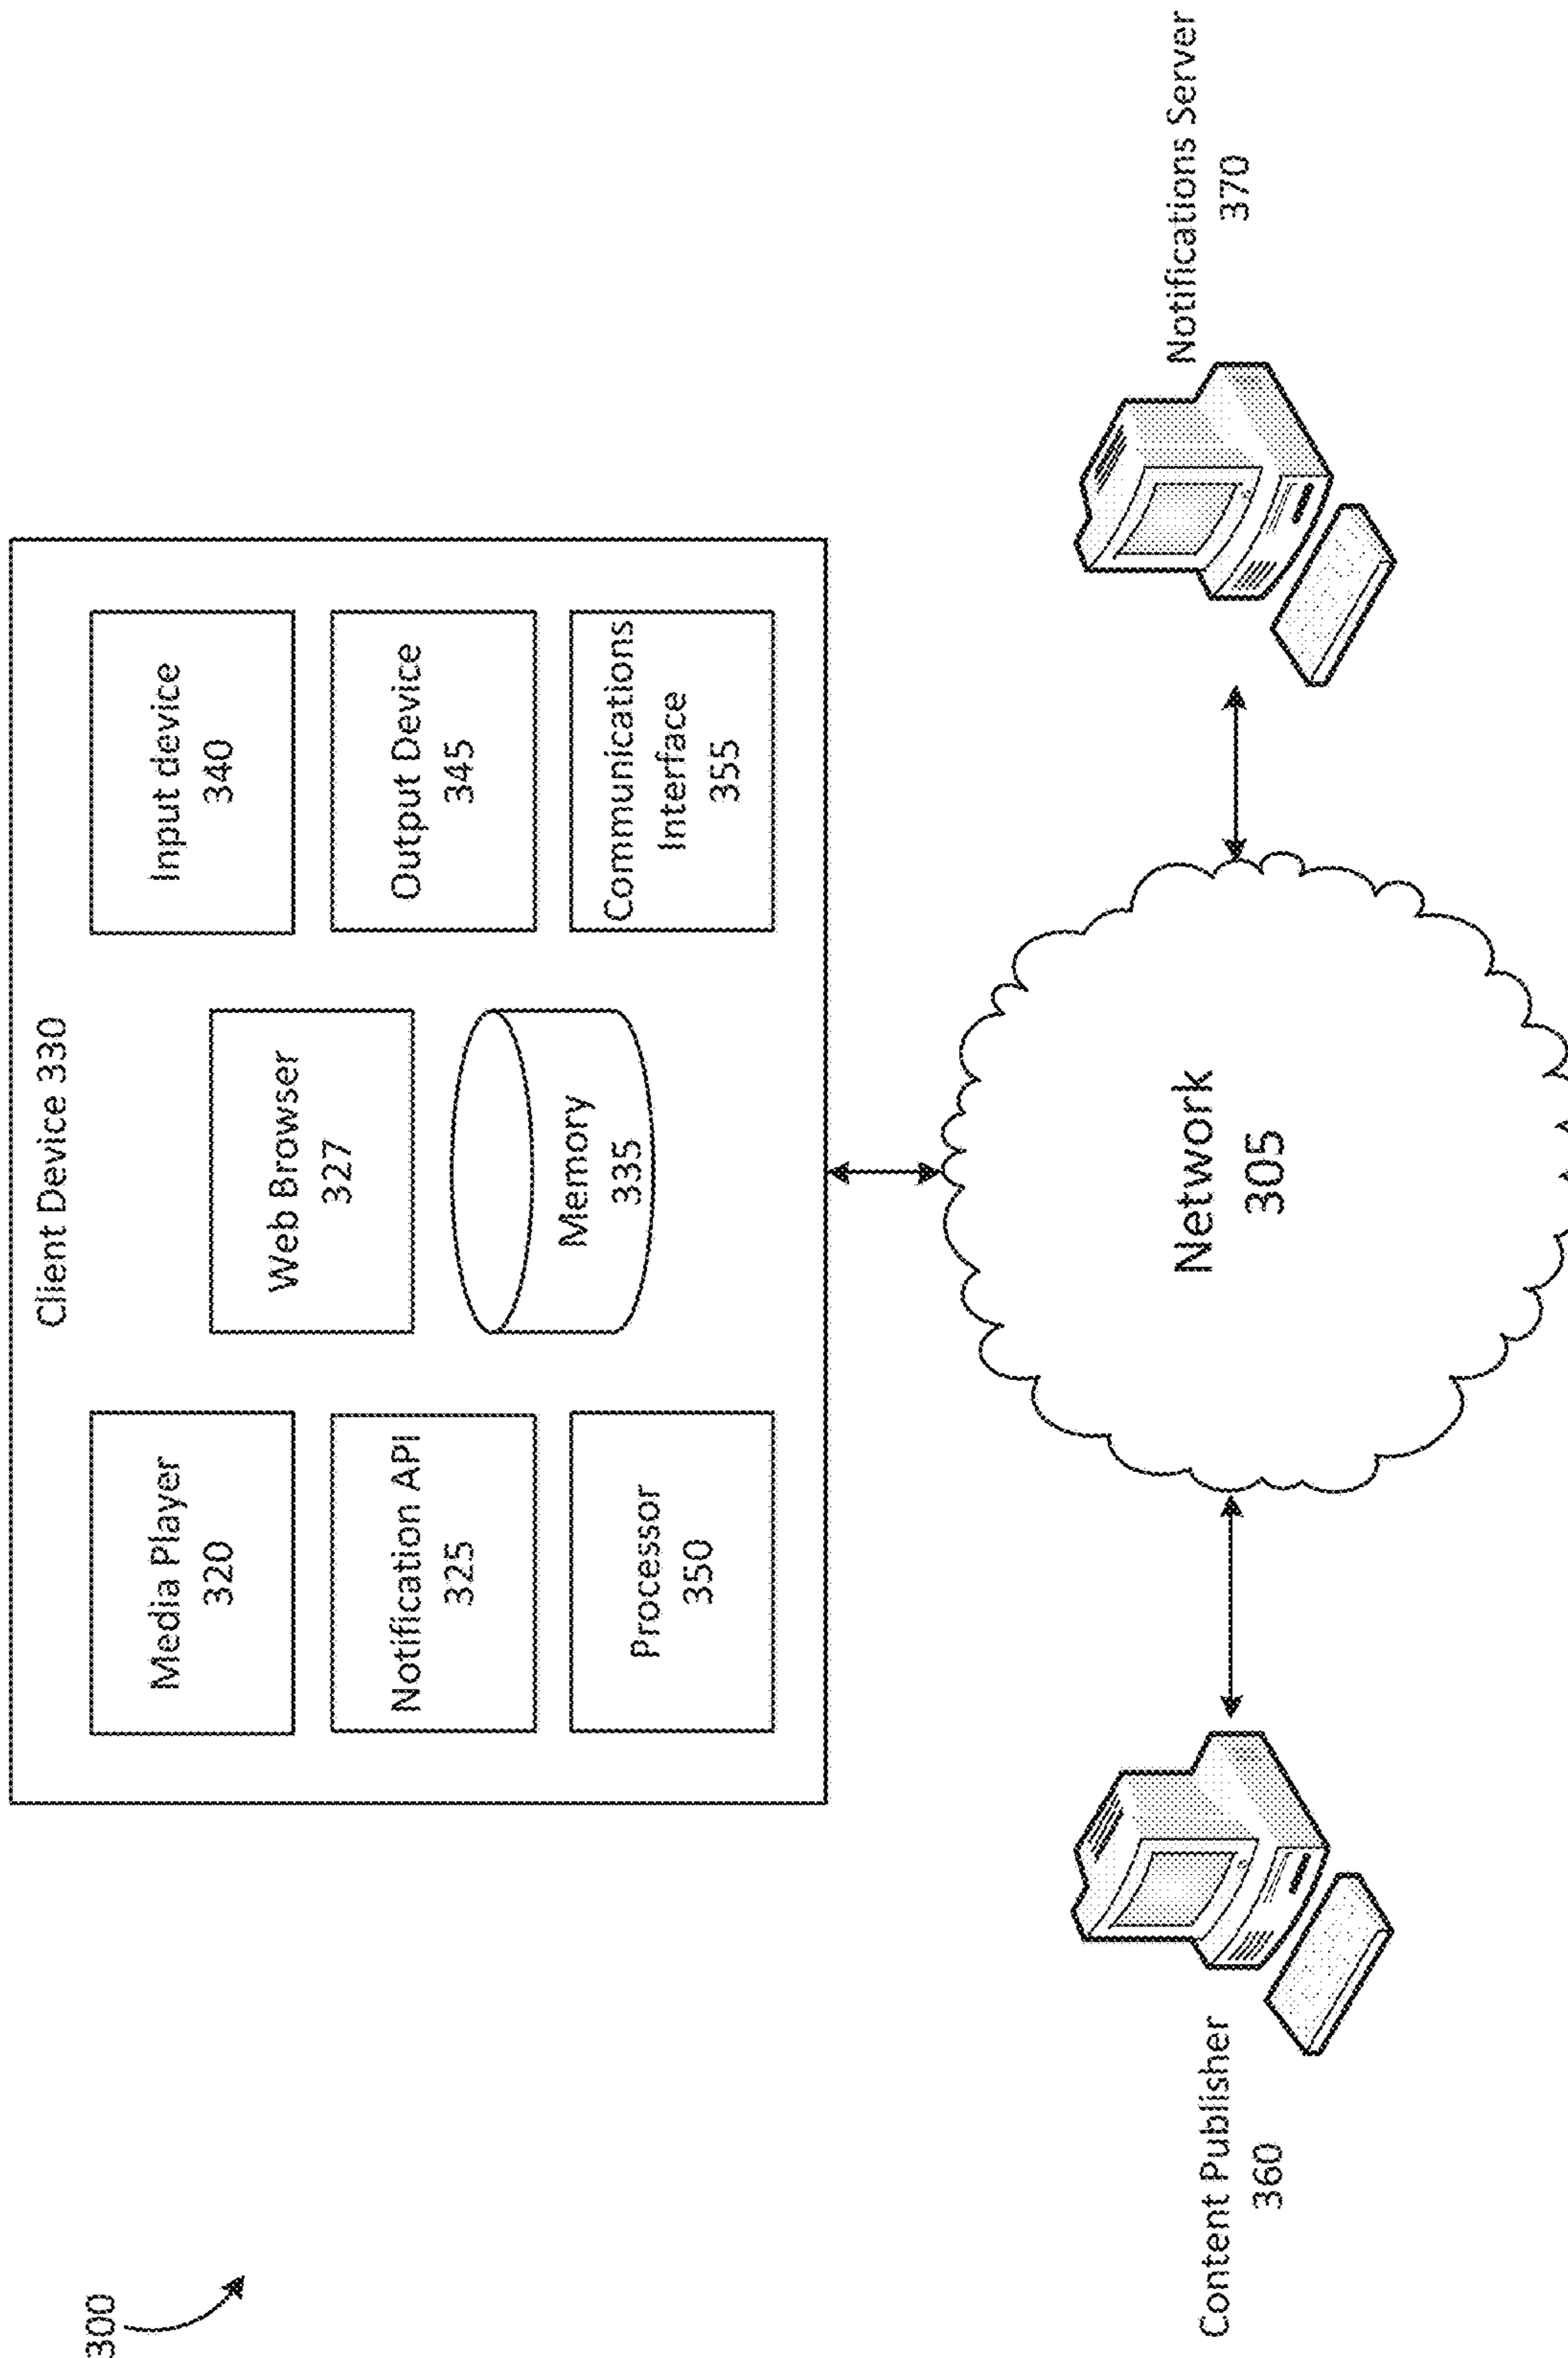 300
Client Device 330
Media Player
320
Web Browser
327
Input device
340
Notification API
325
Memory
335
Output Device
345
Processor
350
Communications
Interface
355
Network
305
Content Publisher
360
Notifications Server
370